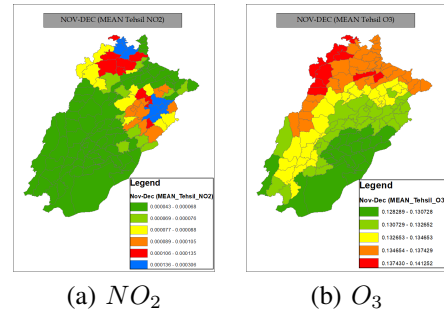 NOV-DEC (MEAN Tehsil NO2)
Legend
Nov-Dec (MEAN_Tehsil_NO2)
0.000043 - 0.000068
0.000069 - 0.000076
0.000077 - 0.000088
0.000089 - 0.000105
0.000106 - 0.000135
0.000136 - 0.000386
(a) NO2
NOV-DEC (MEAN Tehsil O3)
Legend
Nov-Dec (MEAN_Tehsil_O3)
0.128289 - 0.130728
0.130729 - 0.132652
0.132653 - 0.134653
0.134654 - 0.137429
0.137430 - 0.141252
(b) O3